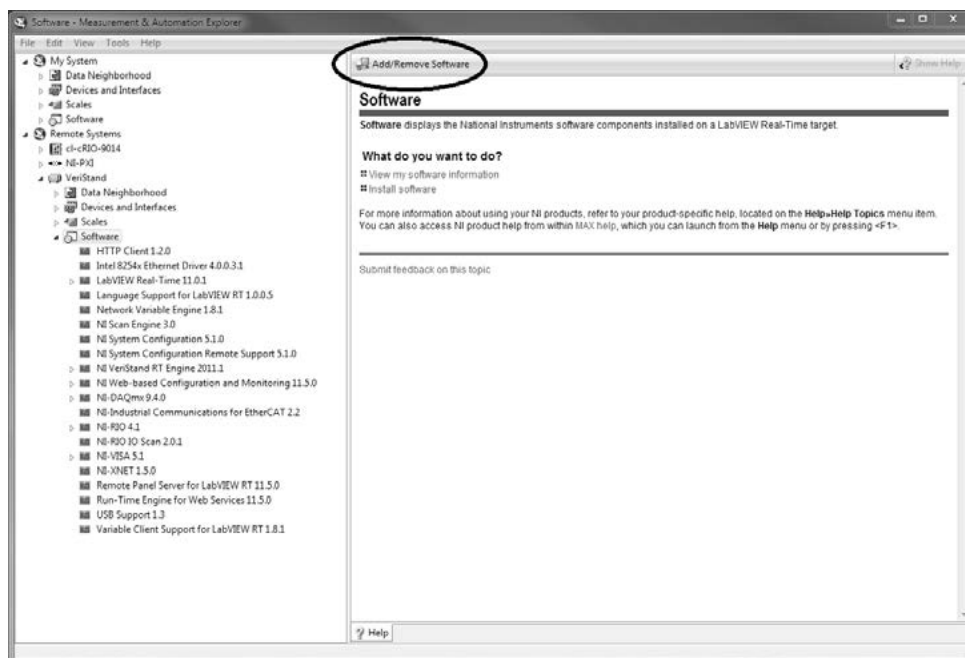 Software - Measurement & Automation Explorer
File Edit View Tools Help
My System
Data Neighborhood
Devices and Interfaces
Scales
Software
Remote Systems
cl-cRIO-9014
NI-PXI
VeriStand
Data Neighborhood
Devices and Interfaces
Scales
Software
HTTP Client 1.2.0
Intel 8254x Ethernet Driver 4.0.0.3.1
LabVIEW Real-Time 11.0.1
Language Support for LabVIEW RT 1.0.0.5
Network Variable Engine 1.8.1
NI Scan Engine 3.0
NI System Configuration 5.1.0
NI System Configuration Remote Support 5.1.0
NI VeriStand RT Engine 2011.1
NI Web-based Configuration and Monitoring 11.5.0
NI-DAQmx 9.4.0
NI-Industrial Communications for EtherCAT 2.2
NI-RIO 4.1
NI-RIO IO Scan 2.0.1
NI-VISA 5.1
NI-XNET 1.5.0
Remote Panel Server for LabVIEW RT 11.5.0
Run-Time Engine for Web Services 11.5.0
USB Support 1.3
Variable Client Support for LabVIEW RT 1.8.1
Add/Remove Software
Show Help
Software
Software displays the National Instruments software components installed on a LabVIEW Real-Time target.
What do you want to do?
View my software information
Install software
For more information about using your NI products, refer to your product-specific help, located on the Help»Help Topics menu item.
You can also access NI product help from within MAX help, which you can launch from the Help menu or by pressing <F1>.
Submit feedback on this topic
Help